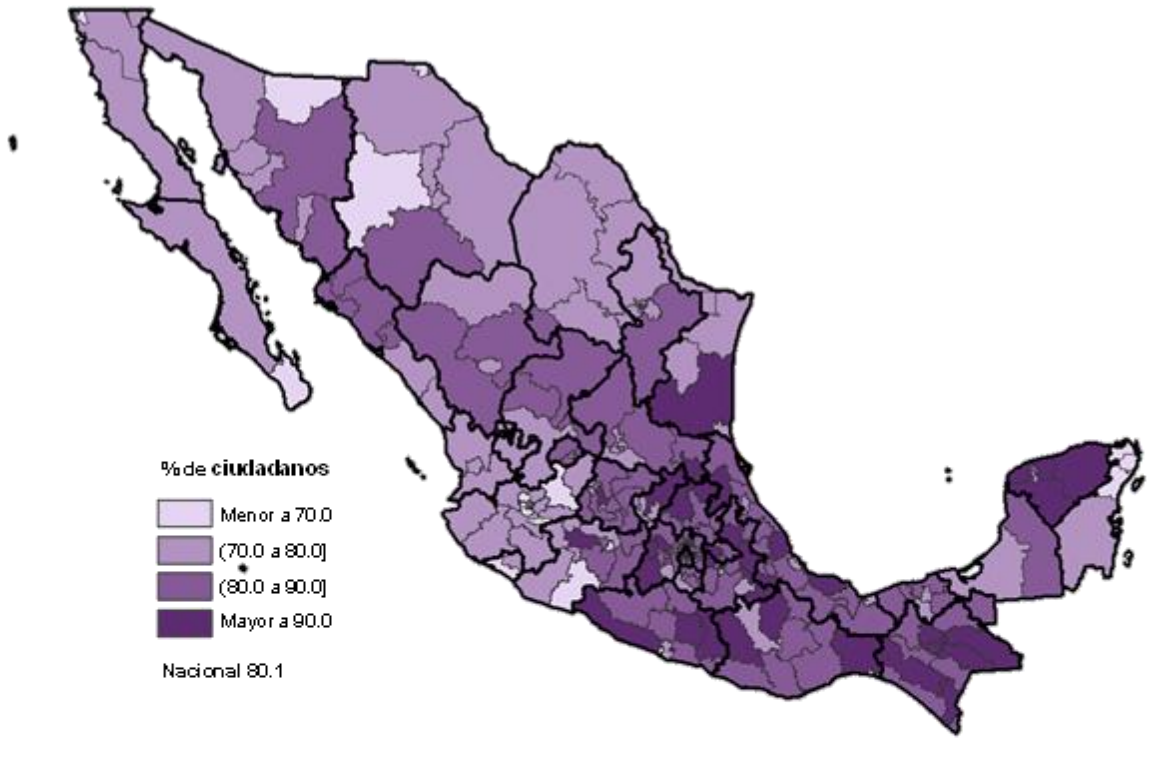 % de ciudadanos
Menor a 70.0
(70.0 a 80.0]
(80.0 a 90.0]
Mayor a 90.0
Nacional 80.1